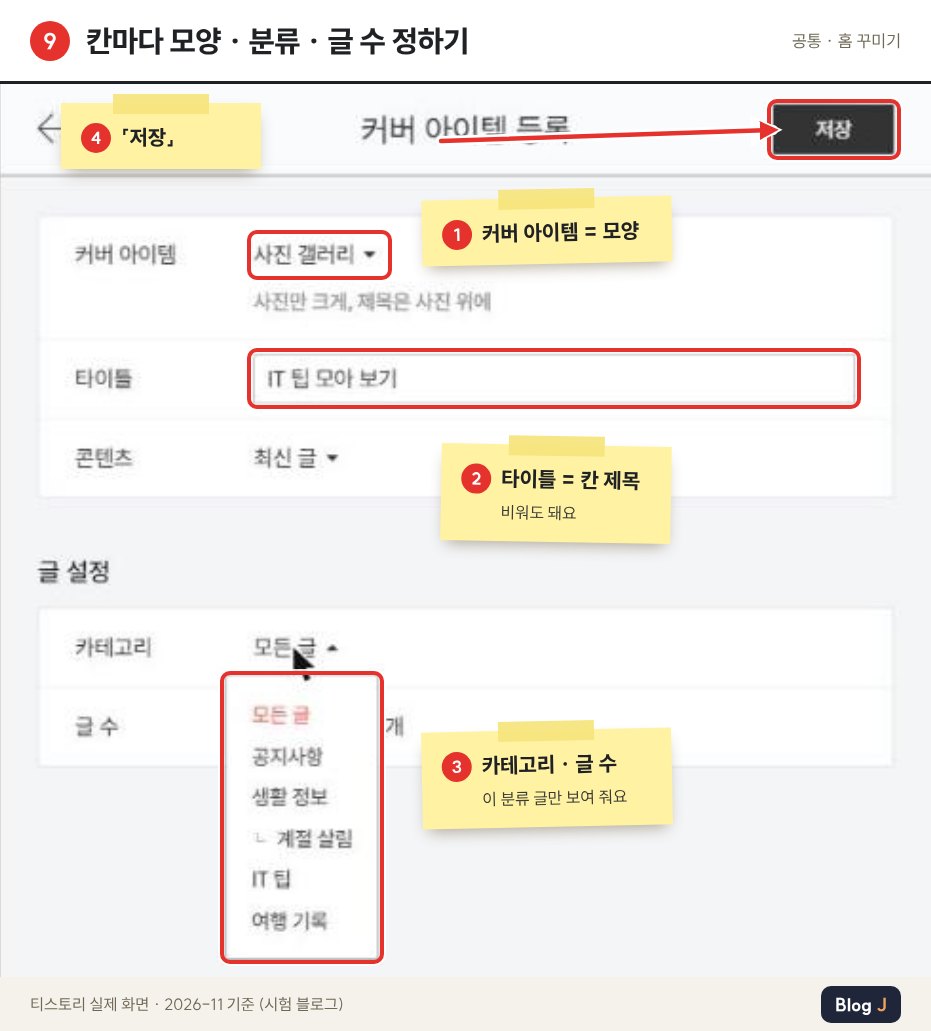 9 칸마다 모양 · 분류 · 글 수 정하기
공통 · 홈 꾸미기
4 「저장」
커버 아이템 등록
저장
1 커버 아이템 = 모양
커버 아이템
사진 갤러리
사진만 크게, 제목은 사진 위에
타이틀
IT 팁 모아 보기
콘텐츠
최신 글
2 타이틀 = 칸 제목
비워도 돼요
글 설정
카테고리
모든 글
모든 글
공지사항
생활 정보
ㄴ 계절 살림
IT 팁
여행 기록
글 수
개
3 카테고리 · 글 수
이 분류 글만 보여 줘요
티스토리 실제 화면 · 2026-11 기준 (시험 블로그)
Blog J